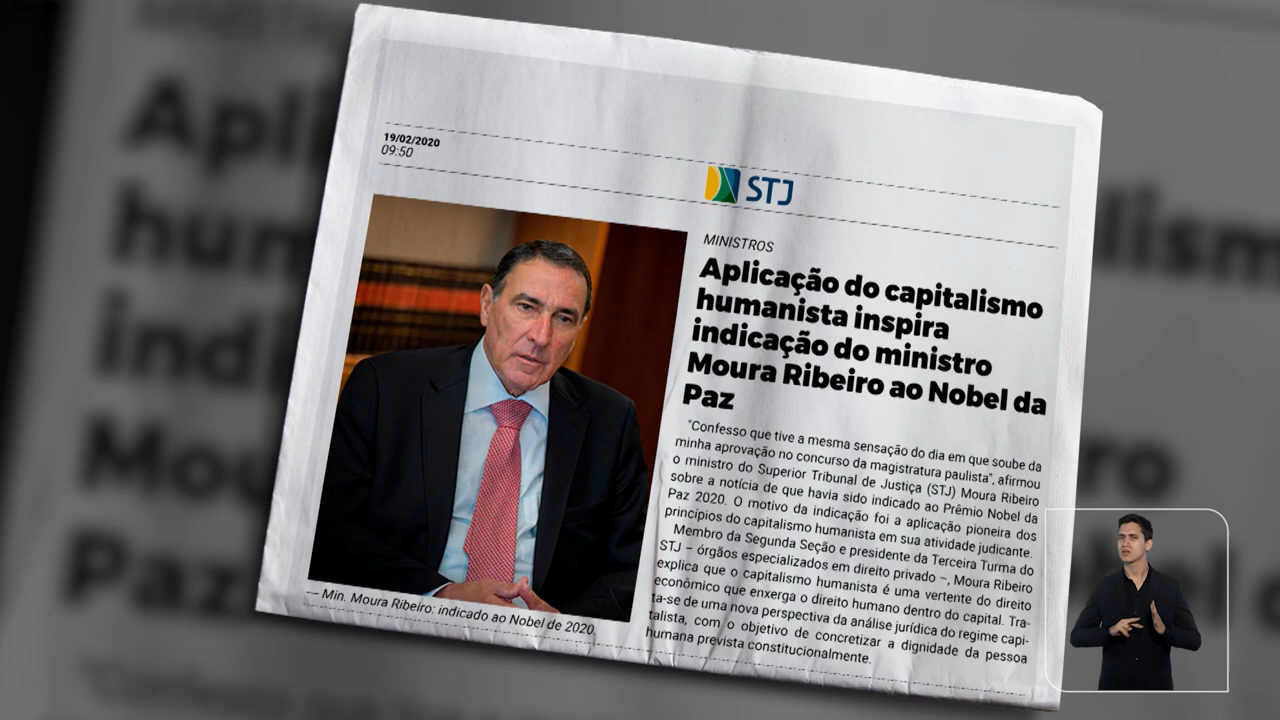 19/02/2020
09:50
STJ
MINISTROS
Aplicação do capitalismo
humanista inspira
indicação do ministro
Moura Ribeiro ao Nobel da
Paz
"Confesso que tive a mesma sensação do dia em que soube da
minha aprovação no concurso da magistratura paulista", afirmou
o ministro do Superior Tribunal de Justiça (STJ) Moura Ribeiro
sobre a notícia de que havia sido indicado ao Prêmio Nobel da
Paz 2020. O motivo da indicação foi a aplicação pioneira dos
princípios do capitalismo humanista em sua atividade judicante.
Membro da Segunda Seção e presidente da Terceira Turma do
STJ – órgãos especializados em direito privado –, Moura Ribeiro
explica que o capitalismo humanista é uma vertente do direito
econômico que enxerga o direito humano dentro do capital. Tra-
ta-se de uma nova perspectiva da análise jurídica do regime capi-
talista, com o objetivo de concretizar a dignidade da pessoa
humana prevista constitucionalmente.
— Min. Moura Ribeiro: indicado ao Nobel de 2020.